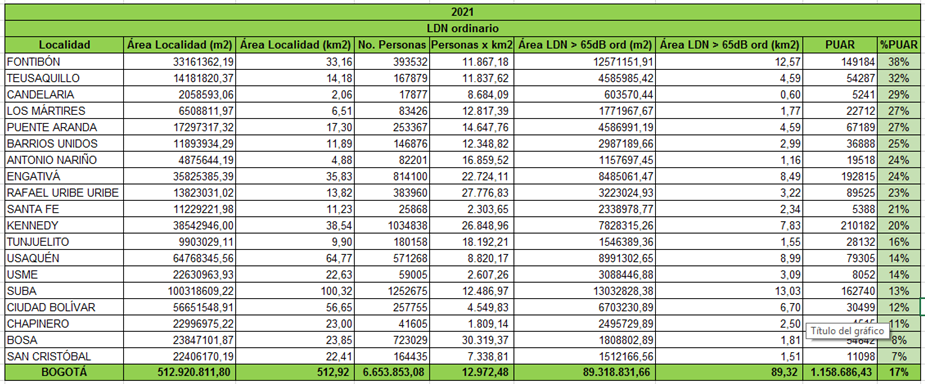 2021
LDN ordinario
Localidad Área Localidad (m2) Área Localidad (km2) No. Personas Personas x km2 Área LDN > 65dB ord (m2) Área LDN > 65dB ord (km2) PUAR %PUAR
FONTIBÓN 33161362,19 33,16 393532 11.867,18 12571151,91 12,57 149184 38%
TEUSAQUILLO 14181820,37 14,18 167879 11.837,62 4585985,42 4,59 54287 32%
CANDELARIA 2058593,06 2,06 17877 8.684,09 603570,44 0,60 5241 29%
LOS MÁRTIRES 6508811,97 6,51 83426 12.817,39 1771967,67 1,77 22712 27%
PUENTE ARANDA 17297317,32 17,30 253367 14.647,76 4586991,19 4,59 67189 27%
BARRIOS UNIDOS 11893934,29 11,89 146876 12.348,82 2987189,66 2,99 36888 25%
ANTONIO NARIÑO 4875644,19 4,88 82201 16.859,52 1157697,45 1,16 19518 24%
ENGATIVÁ 35825385,39 35,83 814100 22.724,11 8485061,47 8,49 192815 24%
RAFAEL URIBE URIBE 13823031,02 13,82 383960 27.776,83 3223024,93 3,22 89525 23%
SANTA FE 11229221,98 11,23 25868 2.303,65 2338978,77 2,34 5388 21%
KENNEDY 38542946,00 38,54 1034838 26.848,96 7828315,26 7,83 210182 20%
TUNJUELITO 9903029,11 9,90 180158 18.192,21 1546389,36 1,55 28132 16%
USAQUÉN 64768345,56 64,77 571268 8.820,17 8991302,65 8,99 79305 14%
USME 22630963,93 22,63 59005 2.607,26 3088446,88 3,09 8052 14%
SUBA 100318609,22 100,32 1252675 12.486,97 13032828,38 13,03 162740 13%
CIUDAD BOLÍVAR 56651548,91 56,65 257755 4.549,83 6703230,89 6,70 30499 12%
CHAPINERO 22996975,22 23,00 41605 1.809,14 2495729,89 2,50 11%
Título del gráfico
BOSA 23847101,87 23,85 723029 30.319,37 1808802,89 1,81 8%
SAN CRISTÓBAL 22406170,19 22,41 164435 7.338,81 1512166,56 1,51 11098 7%
BOGOTÁ 512.920.811,80 512,92 6.653.853,08 12.972,48 89.318.831,66 89,32 1.158.686,43 17%